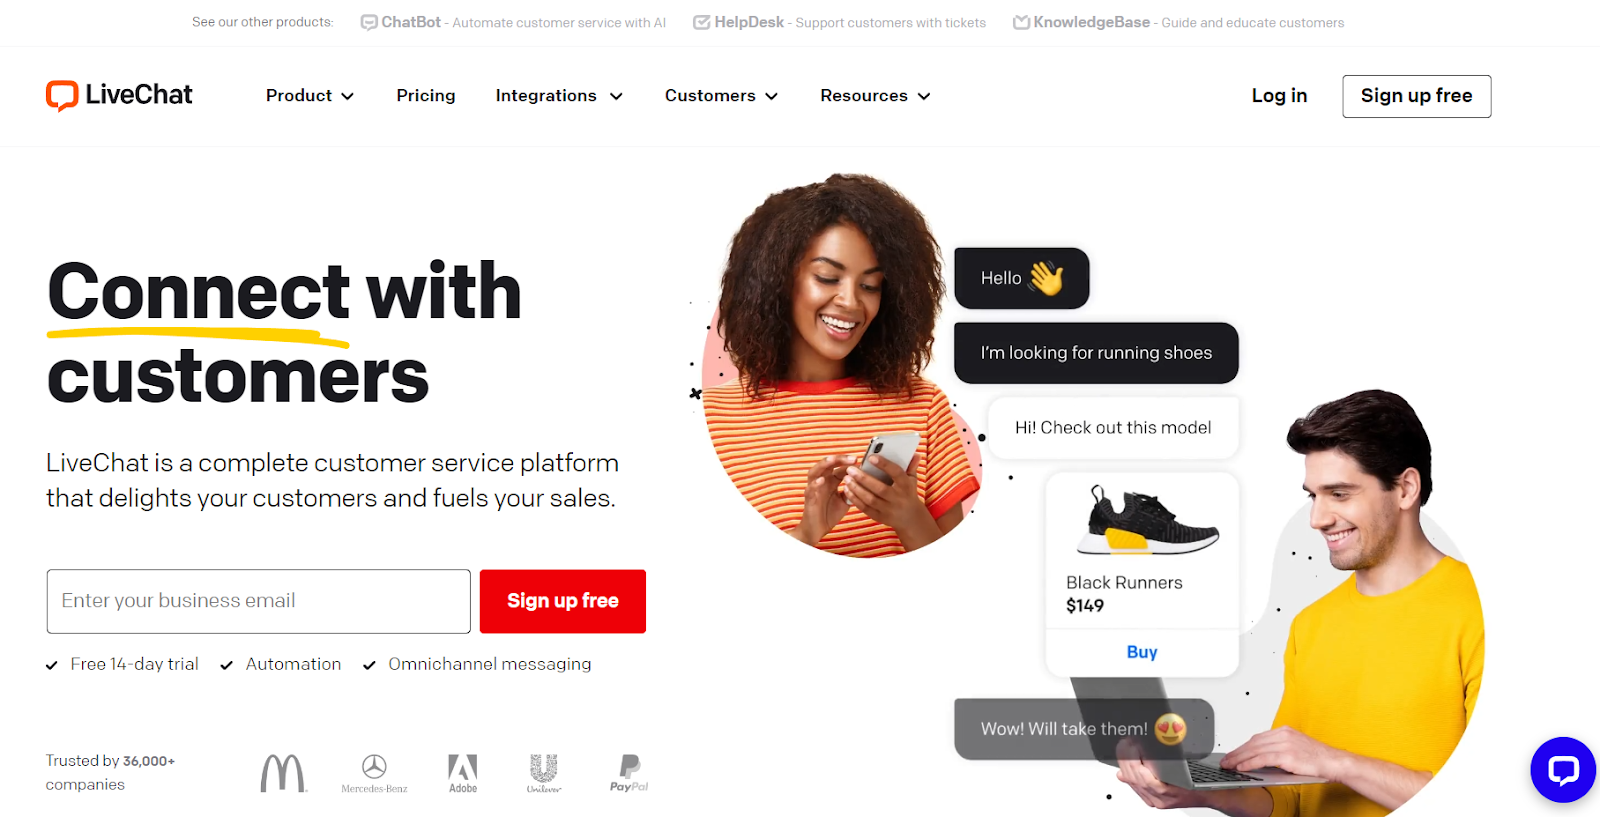 See our other products: ChatBot - Automate customer service with AI HelpDesk - Support customers with tickets KnowledgeBase - Guide and educate customers
LiveChat Product Pricing Integrations Customers Resources Log in Sign up free
Connect with
customers
LiveChat is a complete customer service platform
that delights your customers and fuels your sales.
Enter your business email Sign up free
Free 14-day trial Automation Omnichannel messaging
Trusted by 36,000+
companies
Mercedes-Benz
Adobe
Unilever
PayPal
Hello 👋
I'm looking for running shoes
Hi! Check out this model
Black Runners
$149
Buy
Wow! Will take them! 😍